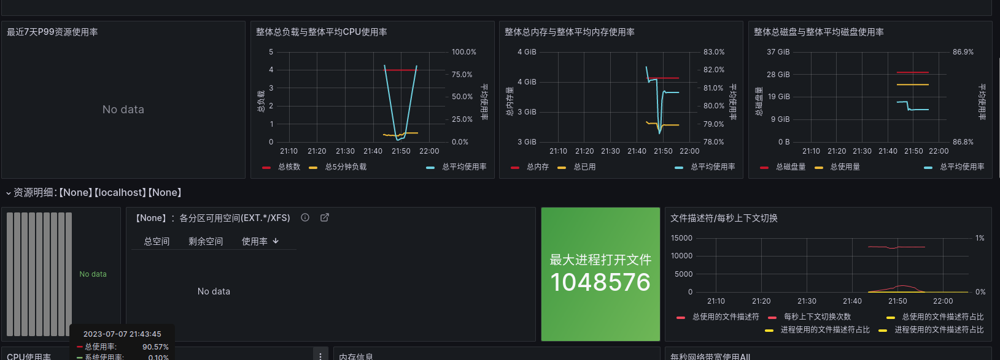 最近7天P99资源使用率
No data
整体总负载与整体平均CPU使用率
5
4
3
2
1
0
总负载
100.0%
75.0%
50.0%
25.0%
0.0%
平均使用率
21:10 21:20 21:30 21:40 21:50 22:00
总核数 总5分钟负载 总平均使用率
整体总内存与整体平均内存使用率
4 GiB
4 GiB
3 GiB
3 GiB
总内存量
83.0%
82.0%
81.0%
80.0%
79.0%
78.0%
平均使用率
21:10 21:20 21:30 21:40 21:50 22:00
总内存 总已用 总平均使用率
整体总磁盘与整体平均磁盘使用率
37 GiB
28 GiB
19 GiB
9 GiB
0 B
总磁盘量
86.9%
86.8%
平均使用率
21:10 21:20 21:30 21:40 21:50 22:00
总磁盘量 总使用量 总平均使用率
资源明细：【None】【localhost】【None】
No data
【None】：各分区可用空间(EXT.*/XFS)
总空间 剩余空间 使用率
No data
最大进程打开文件
1048576
文件描述符/每秒上下文切换
15000
10000
5000
0
1%
0%
21:10 21:20 21:30 21:40 21:50 22:00
总使用的文件描述符 每秒上下文切换次数 总使用的文件描述符占比
进程使用的文件描述符占比 进程使用的文件描述符占比
2023-07-07 21:43:45
总使用率: 90.57%
系统使用率: 0.10%
CPU使用率
内存信息
每秒网络带宽使用All